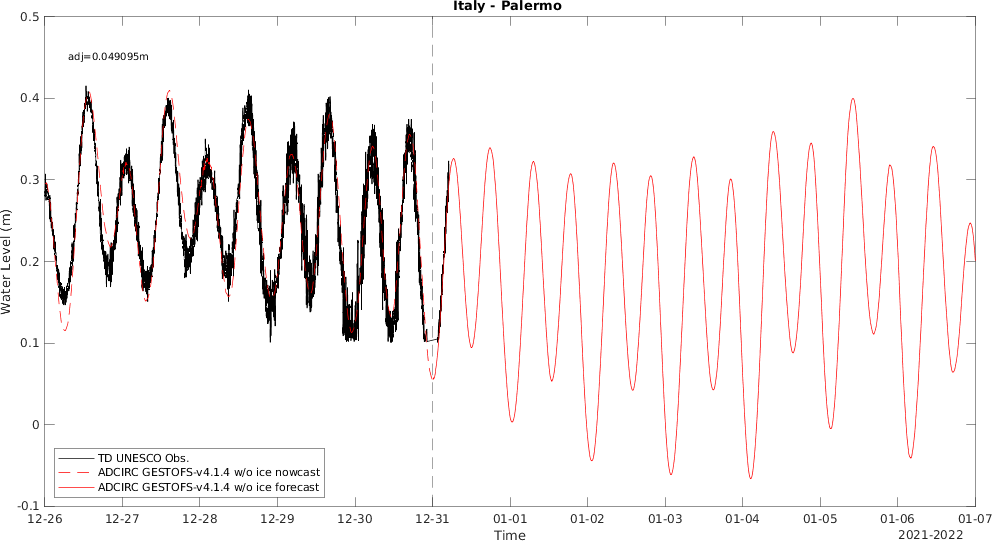 Italy - Palermo
adj=0.049095m
0.5
0.4
0.3
0.2
0.1
0
-0.1
Water Level (m)
TD UNESCO Obs.
ADCIRC GESTOFS-v4.1.4 w/o ice nowcast
ADCIRC GESTOFS-v4.1.4 w/o ice forecast
12-26 12-27 12-28 12-29 12-30 12-31 01-01 01-02 01-03 01-04 01-05 01-06 01-07
Time
2021-2022